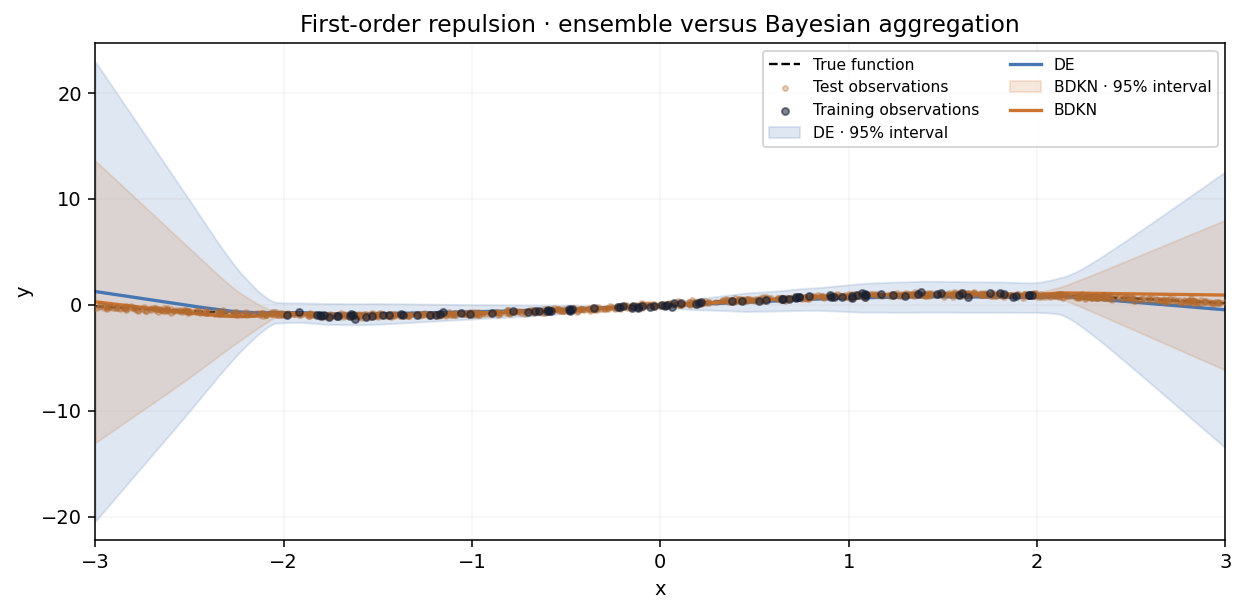 First-order repulsion · ensemble versus Bayesian aggregation
True function
Test observations
Training observations
DE · 95% interval
DE
BDKN · 95% interval
BDKN
20
10
0
−10
−20
y
−3
−2
−1
0
1
2
3
x